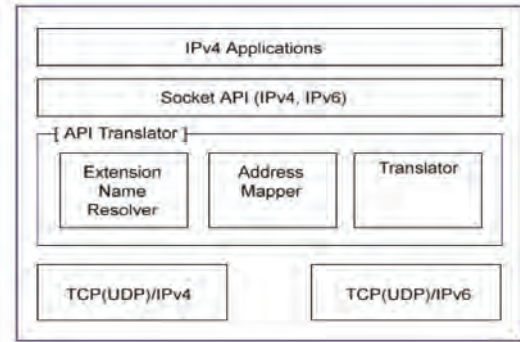 IPv4 Applications
Socket API (IPv4, IPv6)
[ API Translator ]
Extension
Name
Resolver
Address
Mapper
Translator
TCP(UDP)/IPv4
TCP(UDP)/IPv6